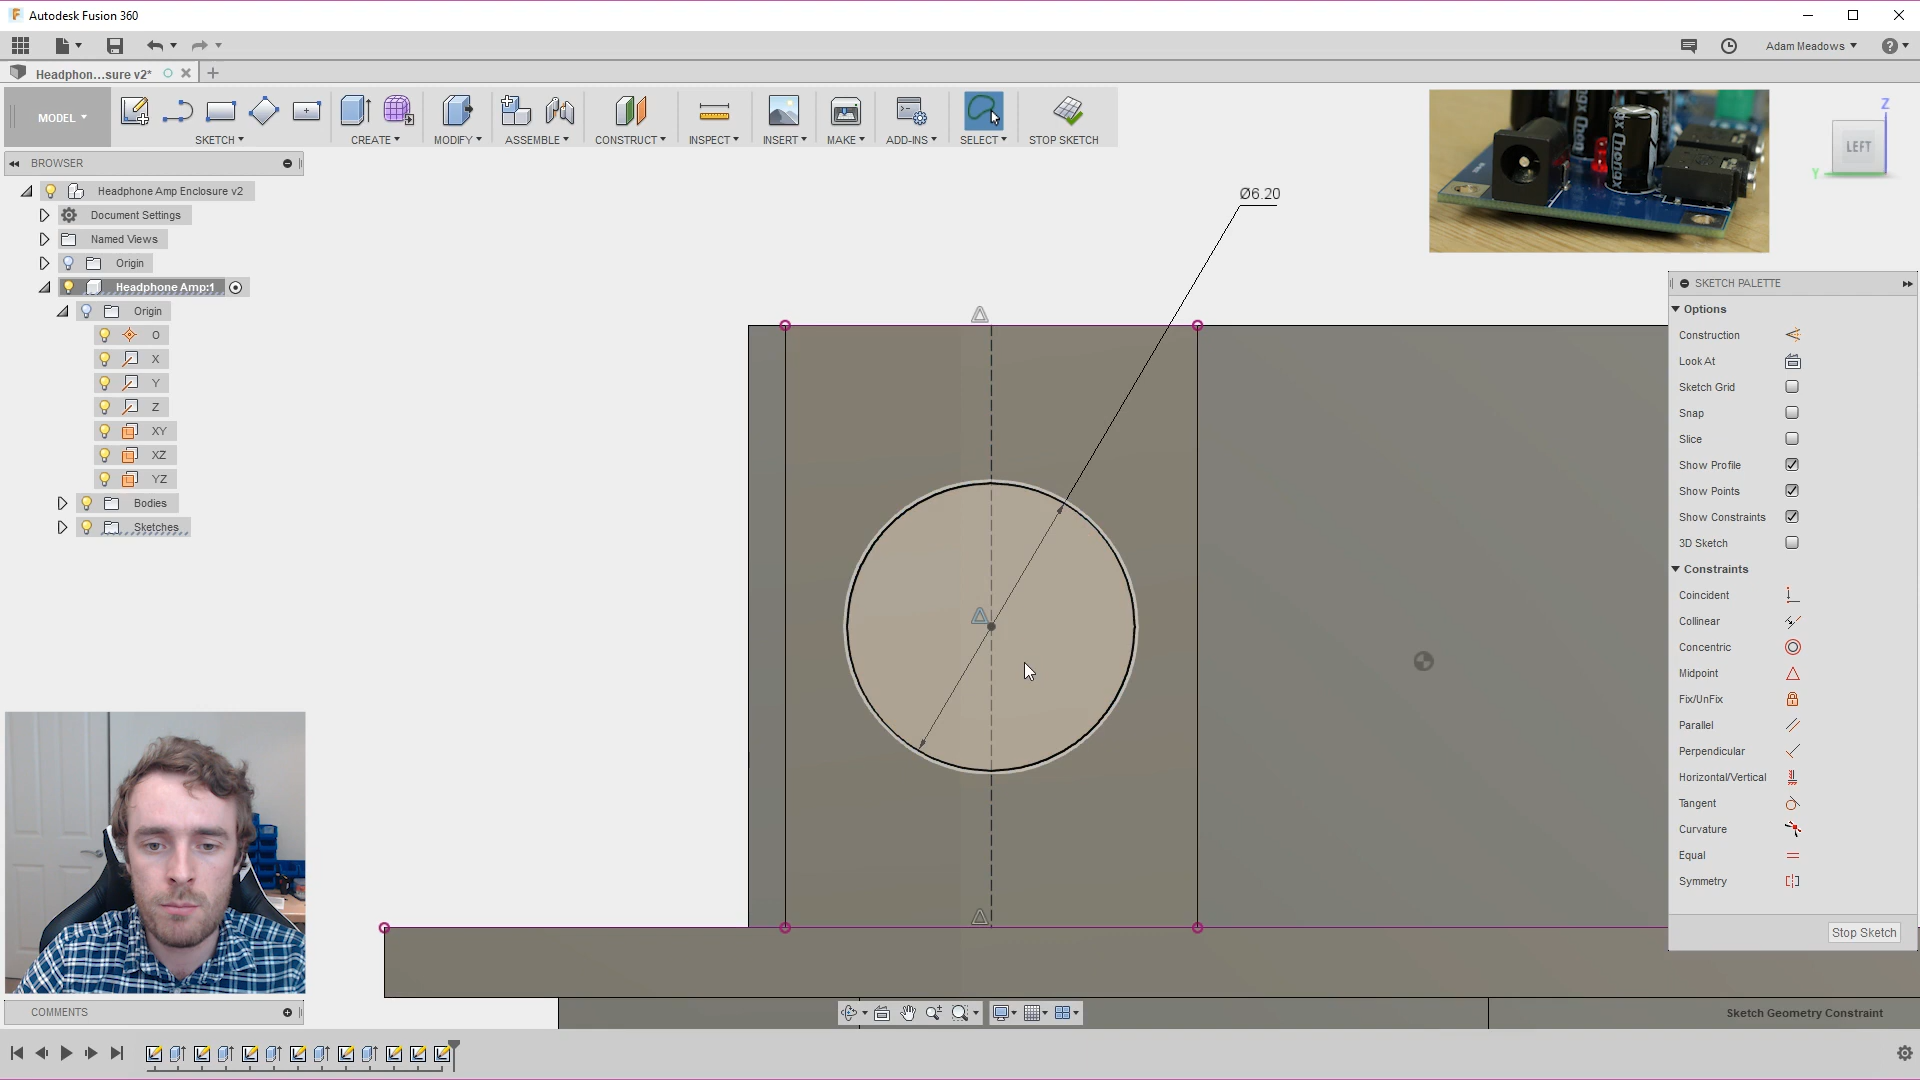 Autodesk Fusion 360
Adam Meadows
Headphon...sure v2*
MODEL
SKETCH
CREATE
MODIFY
ASSEMBLE
CONSTRUCT
INSPECT
INSERT
MAKE
ADD-INS
SELECT
STOP SKETCH
LEFT
Z
Y
BROWSER
Headphone Amp Enclosure v2
Document Settings
Named Views
Origin
Headphone Amp:1
Origin
O
X
Y
Z
XY
XZ
YZ
Bodies
Sketches
Ø6.20
SKETCH PALETTE
Options
Construction
Look At
Sketch Grid
Snap
Slice
Show Profile
Show Points
Show Constraints
3D Sketch
Constraints
Coincident
Collinear
Concentric
Midpoint
Fix/UnFix
Parallel
Perpendicular
Horizontal/Vertical
Tangent
Curvature
Equal
Symmetry
Stop Sketch
COMMENTS
Sketch Geometry Constraint